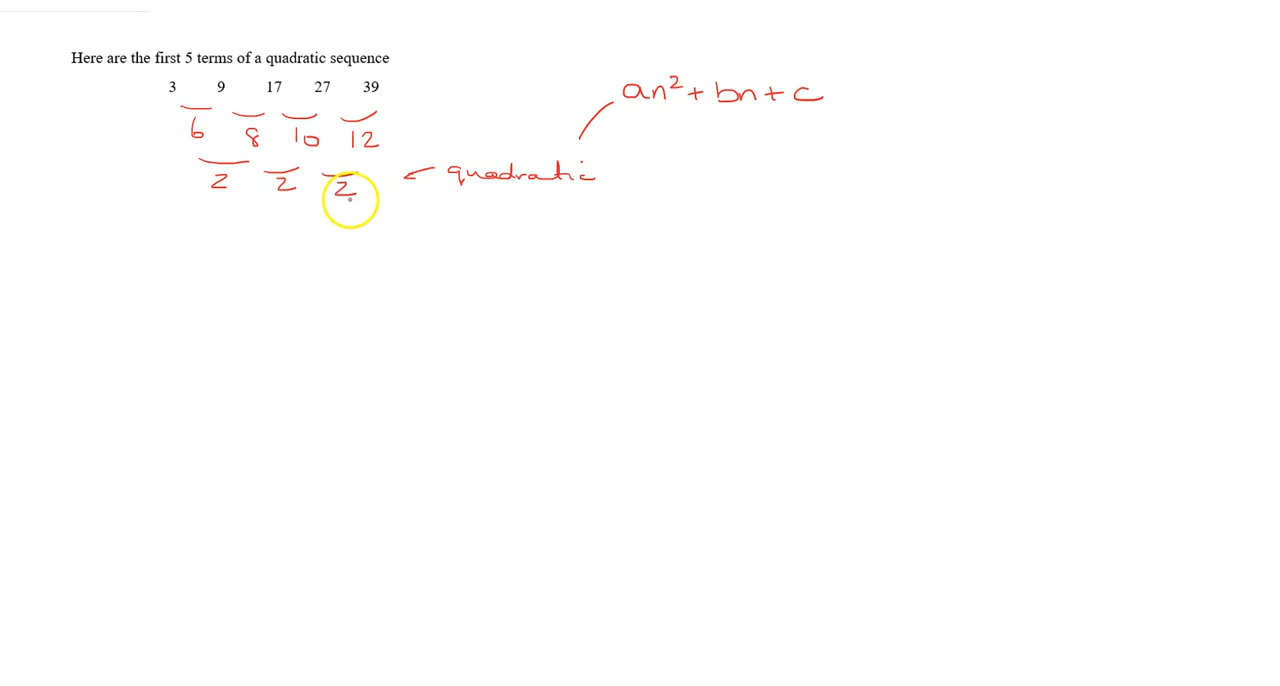 Here are the first 5 terms of a quadratic sequence
3 9 17 27 39
an² + bn + c
6 8 10 12
2 2 2
quadratic